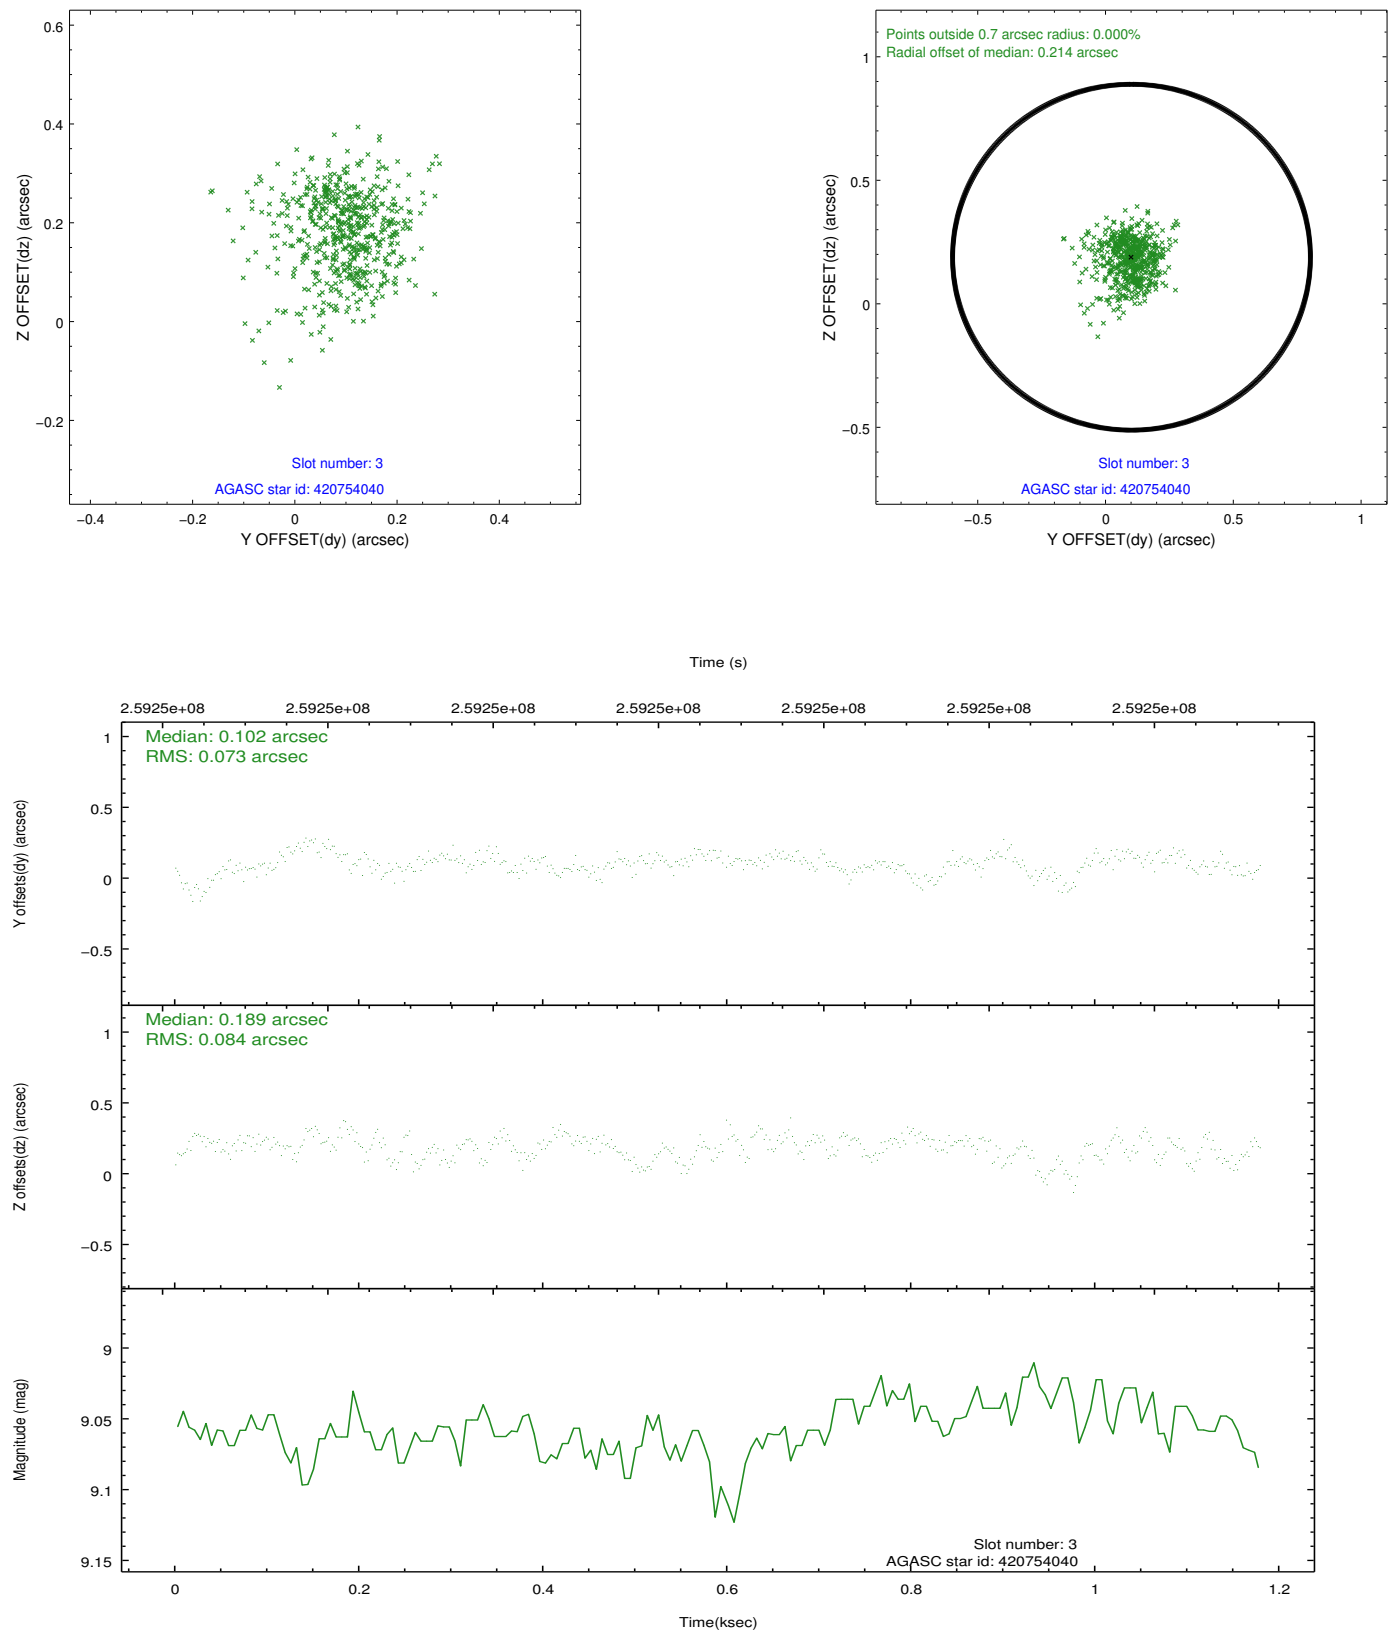 0.6
0.4
0.2
0
−0.2
Z OFFSET(dz) (arcsec)
Slot number: 3
AGASC star id: 420754040
−0.4 −0.2 0 0.2 0.4
Y OFFSET(dy) (arcsec)
Points outside 0.7 arcsec radius: 0.000%
Radial offset of median: 0.214 arcsec
1
0.5
0
−0.5
Z OFFSET(dz) (arcsec)
Slot number: 3
AGASC star id: 420754040
−0.5 0 0.5 1
Y OFFSET(dy) (arcsec)
Time (s)
2.5925e+08 2.5925e+08 2.5925e+08 2.5925e+08 2.5925e+08 2.5925e+08 2.5925e+08
Median: 0.102 arcsec
RMS: 0.073 arcsec
1
0.5
0
−0.5
Y offsets(dy) (arcsec)
Median: 0.189 arcsec
RMS: 0.084 arcsec
1
0.5
0
−0.5
Z offsets(dz) (arcsec)
9
9.05
9.1
9.15
Magnitude (mag)
Slot number: 3
AGASC star id: 420754040
0 0.2 0.4 0.6 0.8 1 1.2
Time(ksec)